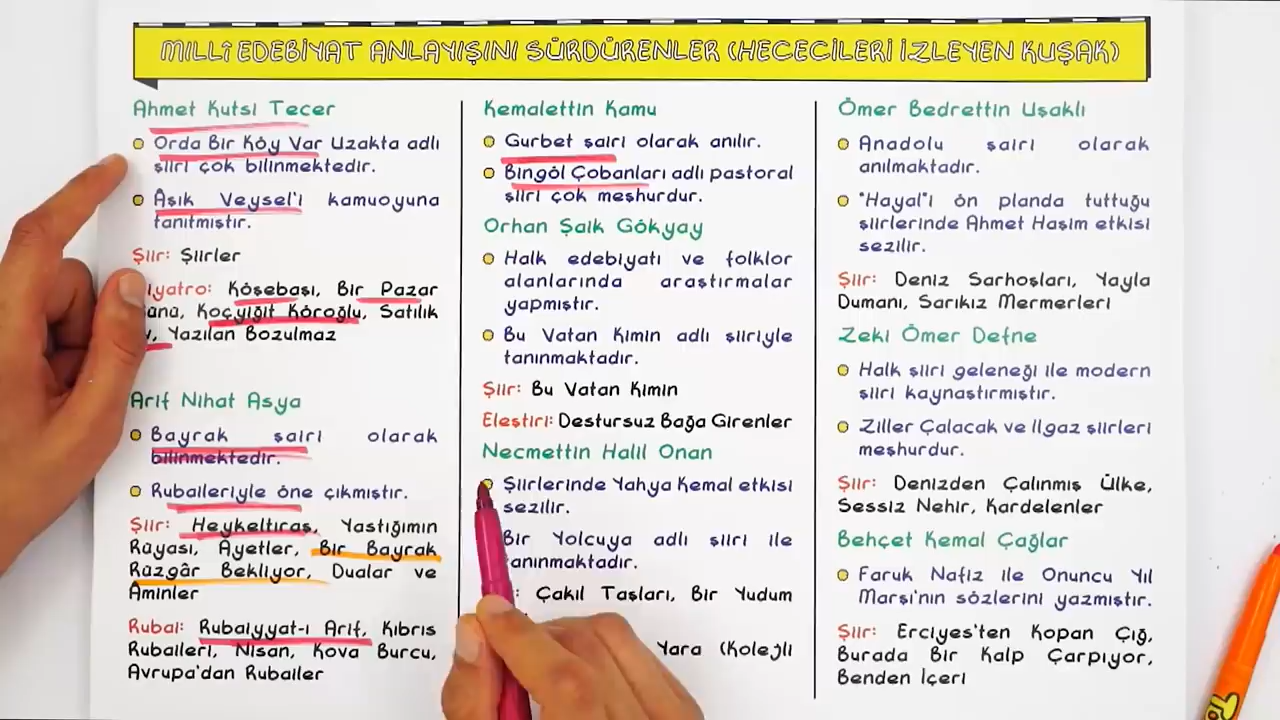 MİLLÎ EDEBİYAT ANLAYIŞINI SÜRDÜRENLER (HECECİLERİ İZLEYEN KUŞAK)
Ahmet Kutsi Tecer
Orda Bir Köy Var Uzakta adlı
şiiri çok bilinmektedir.
Âşık Veysel'i kamuoyuna
tanıtmıştır.
Şiir: Şiirler
Köşebaşı, Bir Pazar
Koçyiğit Köroğlu, Satılık
Yazılan Bozulmaz
Arif Nihat Asya
Bayrak şairi olarak
bilinmektedir.
Rubaileriyle öne çıkmıştır.
Şiir: Heykeltıraş, Yastığımın
Rüyası, Ayetler, Bir Bayrak
Rüzgâr Bekliyor, Dualar ve
Aminler
Rubai: Rubaiyyat-ı Arif, Kıbrıs
Rubaileri, Nisan, Kova Burcu,
Avrupa'dan Rubailer
Kemalettin Kamu
Gurbet şairi olarak anılır.
Bingöl Çobanları adlı pastoral
şiiri çok meşhurdur.
Orhan Şaik Gökyay
Halk edebiyatı ve folklor
alanlarında araştırmalar
yapmıştır.
Bu Vatan Kimin adlı şiiriyle
tanınmaktadır.
Şiir: Bu Vatan Kimin
Eleştiri: Destursuz Bağa Girenler
Necmettin Halil Onan
Şiirlerinde Yahya Kemal etkisi
sezilir.
Bir Yolcuya adlı şiiri ile
tanınmaktadır.
Çakıl Taşları, Bir Yudum
Yara (Kolejli
Ömer Bedrettin Uşaklı
Anadolu şairi olarak
anılmaktadır.
"Hayal"i ön planda tuttuğu
şiirlerinde Ahmet Haşim etkisi
sezilir.
Şiir: Deniz Sarhoşları, Yayla
Dumanı, Sarıkız Mermerleri
Zeki Ömer Defne
Halk şiiri geleneği ile modern
şiiri kaynaştırmıştır.
Ziller Çalacak ve Ilgaz şiirleri
meşhurdur.
Şiir: Denizden Çalınmış Ülke,
Sessiz Nehir, Kardelenler
Behçet Kemal Çağlar
Faruk Nafiz ile Onuncu Yıl
Marşı'nın sözlerini yazmıştır.
Şiir: Erciyes'ten Kopan Çığ,
Burada Bir Kalp Çarpıyor,
Benden İçeri